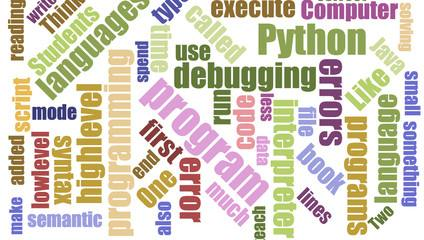 reading
write
Think
Students
languages
type
spend
time
called
execute
Computer
solving
Python
Java
use
debugging
Like
small something
script
mode
added
lowlevel
syntax
highlevel
programming
program
run
code
less
data
errors
file
interpreter
book
programs
language
make
semantic
first
end
One
also
error
much
each
lines
Two